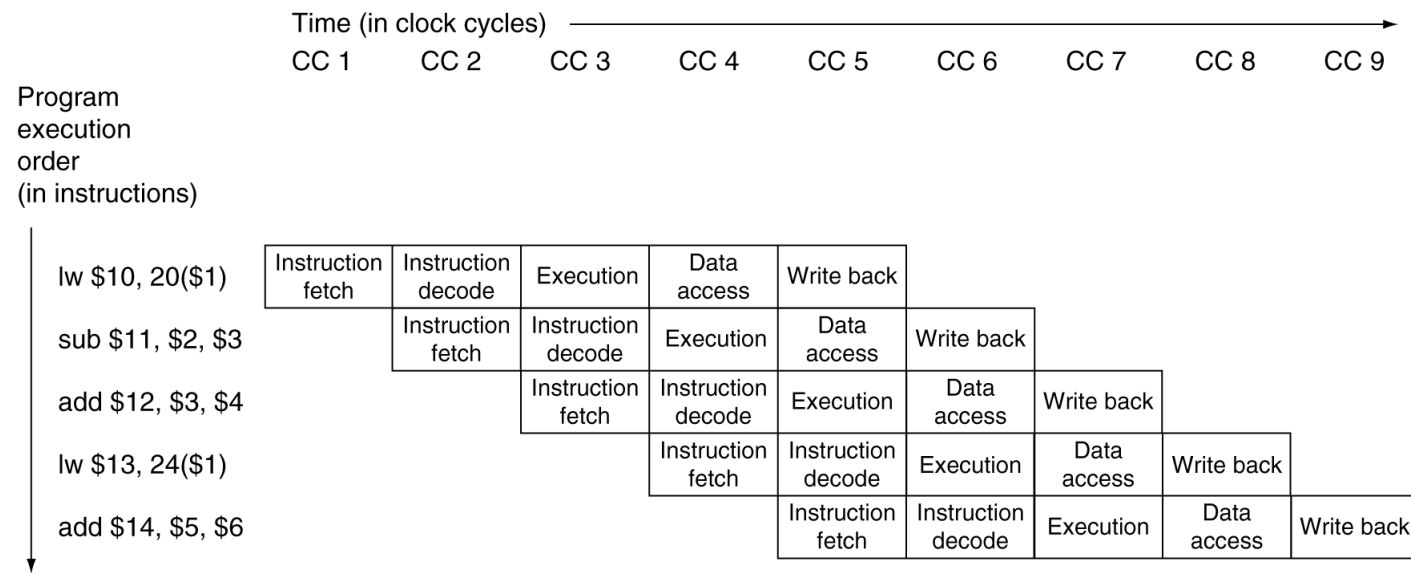 Time (in clock cycles)
CC 1 CC 2 CC 3 CC 4 CC 5 CC 6 CC 7 CC 8 CC 9
Program
execution
order
(in instructions)
lw $10, 20($1) Instruction fetch Instruction decode Execution Data access Write back
sub $11, $2, $3 Instruction fetch Instruction decode Execution Data access Write back
add $12, $3, $4 Instruction fetch Instruction decode Execution Data access Write back
lw $13, 24($1) Instruction fetch Instruction decode Execution Data access Write back
add $14, $5, $6 Instruction fetch Instruction decode Execution Data access Write back